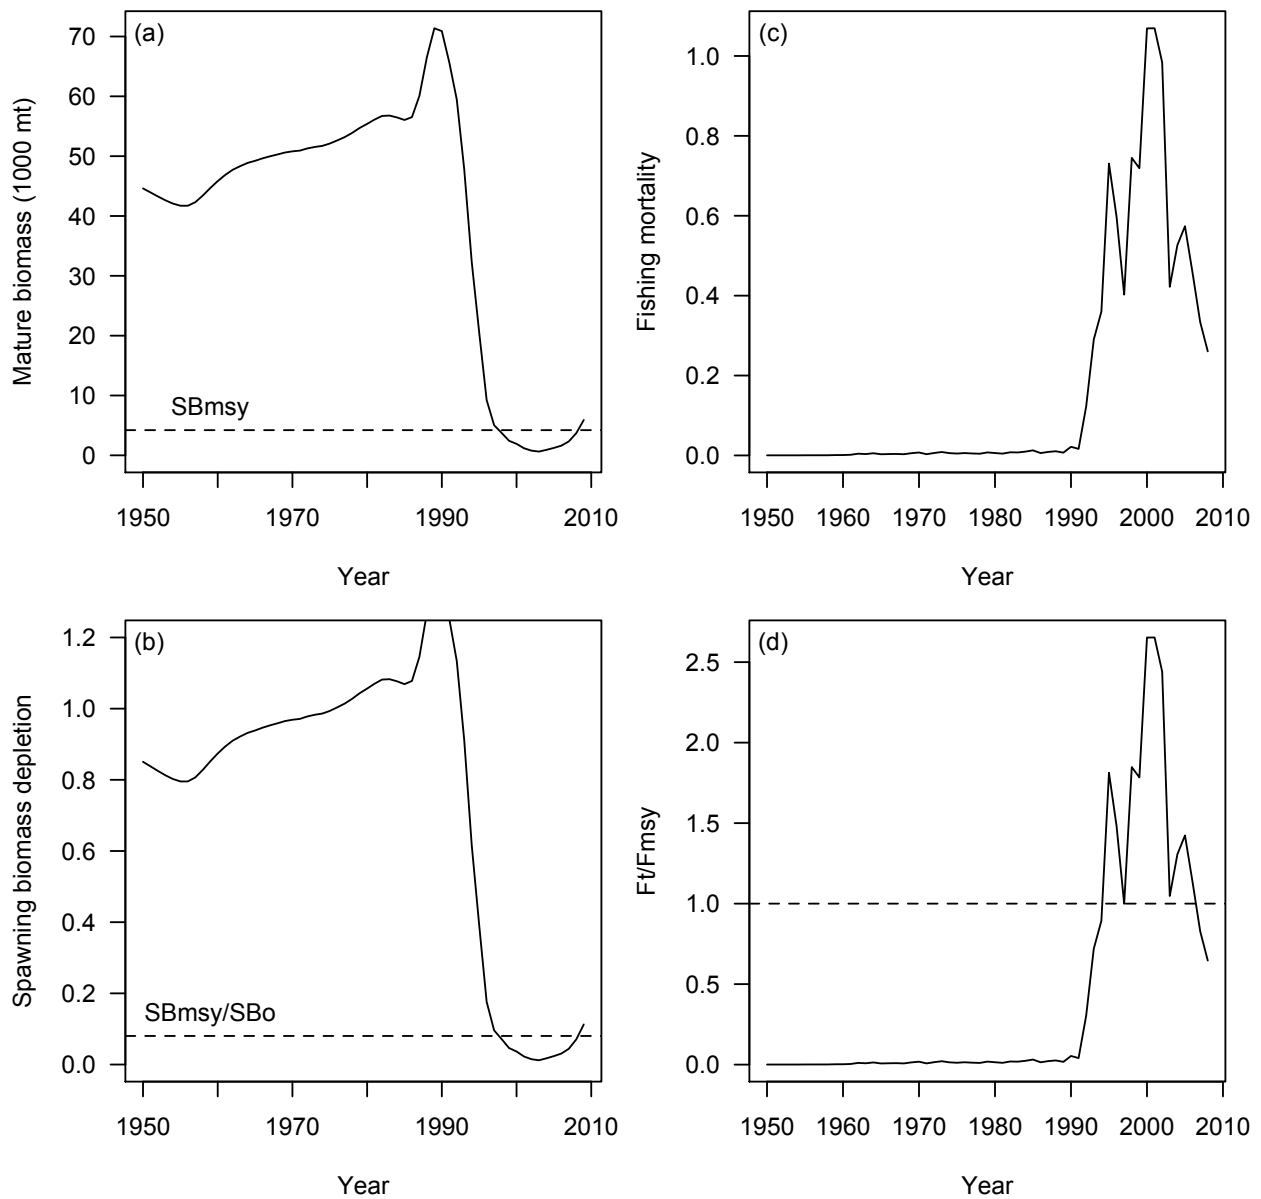 (a)
Mature biomass (1000 mt)
70
60
50
40
30
20
10
0
SBmsy
1950 1970 1990 2010
Year
(c)
Fishing mortality
1.0
0.8
0.6
0.4
0.2
0.0
1950 1960 1970 1980 1990 2000 2010
Year
(b)
Spawning biomass depletion
1.2
1.0
0.8
0.6
0.4
0.2
0.0
SBmsy/SBo
1950 1970 1990 2010
Year
(d)
Ft/Fmsy
2.5
2.0
1.5
1.0
0.5
0.0
1950 1960 1970 1980 1990 2000 2010
Year